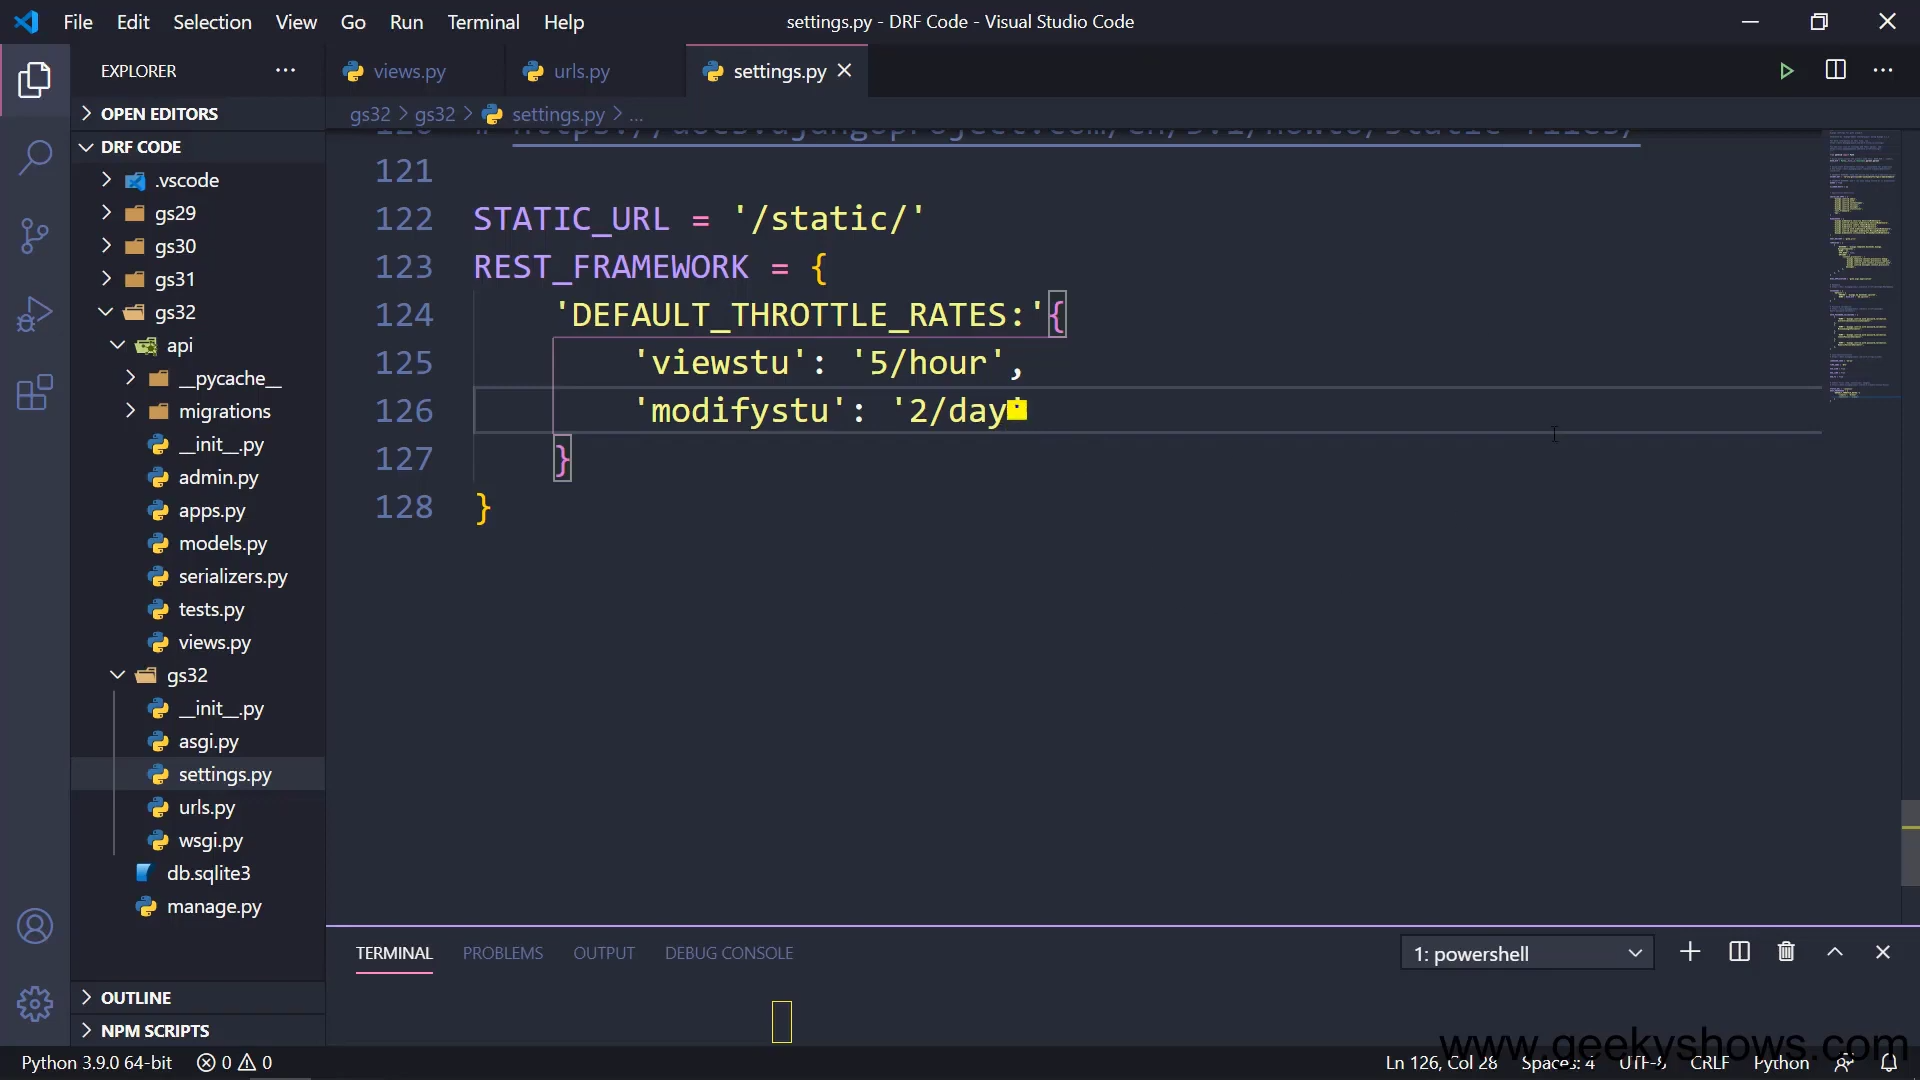 File Edit Selection View Go Run Terminal Help
settings.py - DRF Code - Visual Studio Code
EXPLORER
views.py
urls.py
settings.py
OPEN EDITORS
gs32 > gs32 > settings.py > ...
DRF CODE
.vscode
gs29
gs30
gs31
gs32
api
__pycache__
migrations
__init__.py
admin.py
apps.py
models.py
serializers.py
tests.py
views.py
gs32
__init__.py
asgi.py
settings.py
urls.py
wsgi.py
db.sqlite3
manage.py
OUTLINE
NPM SCRIPTS
121
122 STATIC_URL = '/static/'
123 REST_FRAMEWORK = {
124 'DEFAULT_THROTTLE_RATES:'{
125 'viewstu': '5/hour',
126 'modifystu': '2/day'
127 }
128 }
TERMINAL PROBLEMS OUTPUT DEBUG CONSOLE
1: powershell
www.geekyshows.com
Python 3.9.0 64-bit 0 0
Ln 126, Col 28 Spaces: 4 UTF-8 CRLF Python